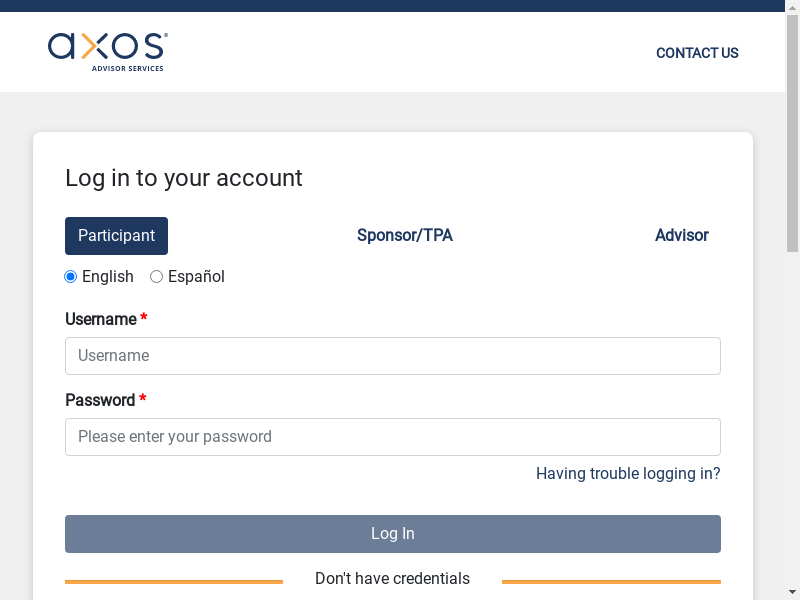 axos®
ADVISOR SERVICES
CONTACT US
Log in to your account
Participant
Sponsor/TPA
Advisor
English
Español
Username *
Username
Password *
Please enter your password
Having trouble logging in?
Log In
Don't have credentials